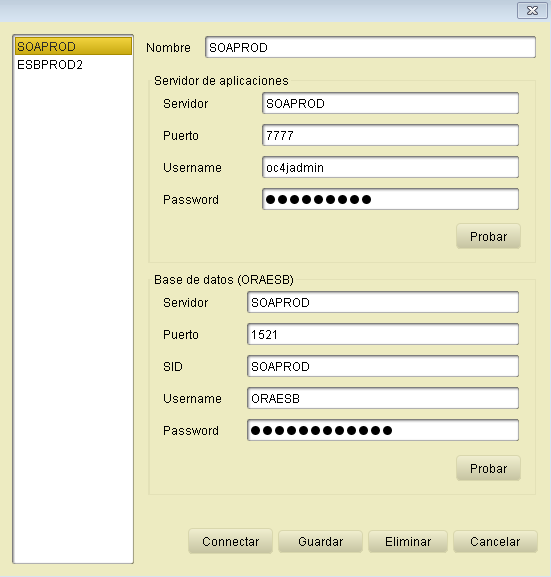 SOAPROD
ESBPROD2
Nombre SOAPROD
Servidor de aplicaciones
Servidor SOAPROD
Puerto 7777
Username oc4jadmin
Password ●●●●●●●●●
Probar
Base de datos (ORAESB)
Servidor SOAPROD
Puerto 1521
SID SOAPROD
Username ORAESB
Password ●●●●●●●●●●●●
Probar
Connectar Guardar Eliminar Cancelar